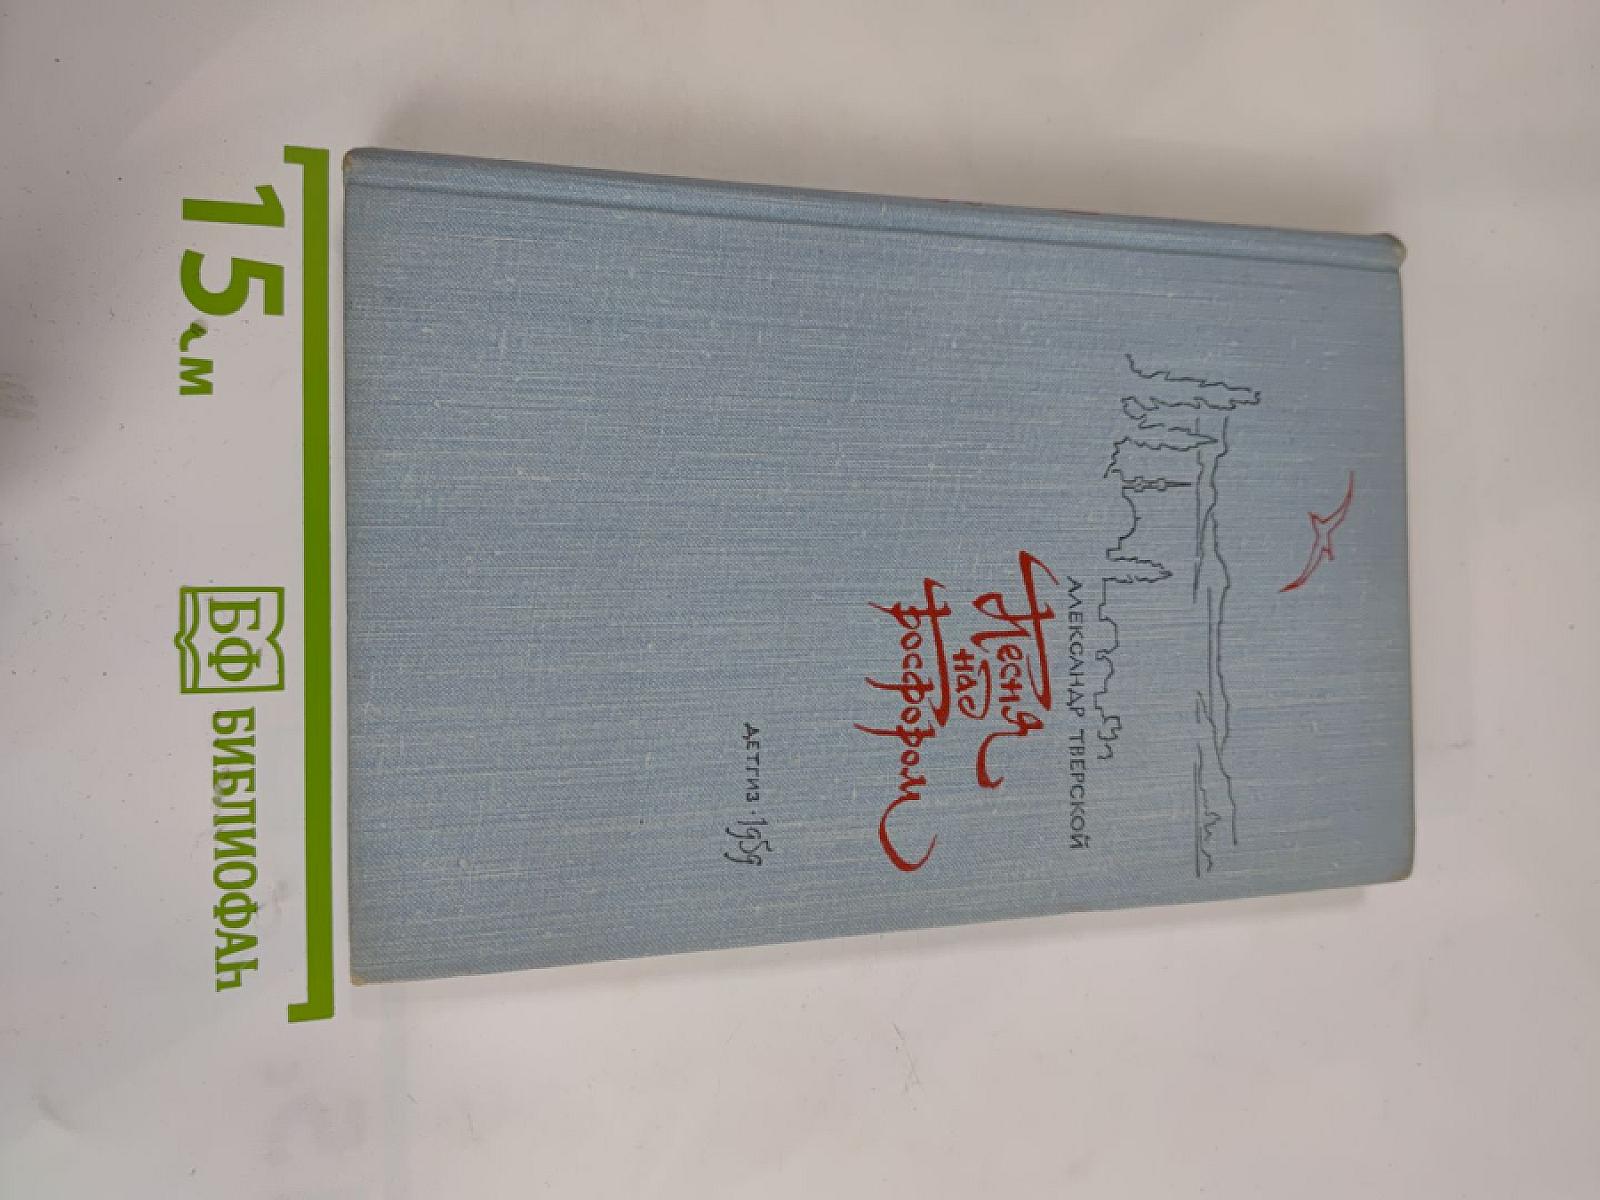 АЛЕКСАНДР ТВЕРСКОЙ
Песня
над
Босфором
ДЕТГИЗ · 1959
15 см
БФ БИБЛИОФАН